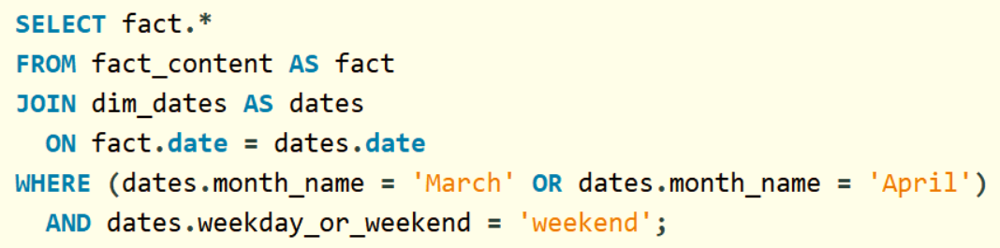 SELECT fact.*
FROM fact_content AS fact
JOIN dim_dates AS dates
  ON fact.date = dates.date
WHERE (dates.month_name = 'March' OR dates.month_name = 'April')
  AND dates.weekday_or_weekend = 'weekend';